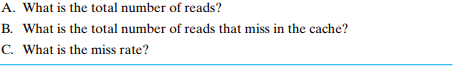 A. What is the total number of reads?
B. What is the total number of reads that miss in the cache?
C. What is the miss rate?